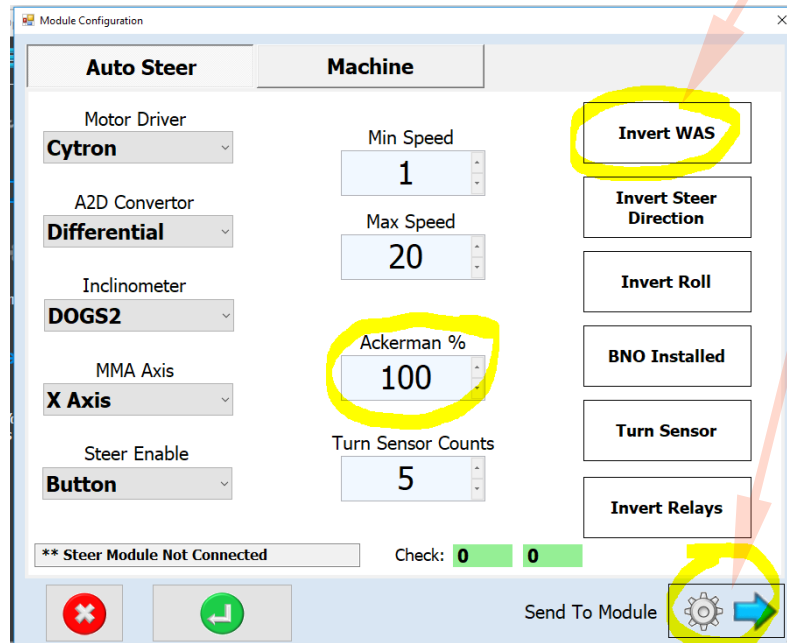 Module Configuration
Auto Steer
Machine
Motor Driver
Cytron
A2D Convertor
Differential
Inclinometer
DOGS2
MMA Axis
X Axis
Steer Enable
Button
Min Speed
1
Max Speed
20
Ackerman %
100
Turn Sensor Counts
5
Invert WAS
Invert Steer
Direction
Invert Roll
BNO Installed
Turn Sensor
Invert Relays
** Steer Module Not Connected
Check: 0 0
Send To Module